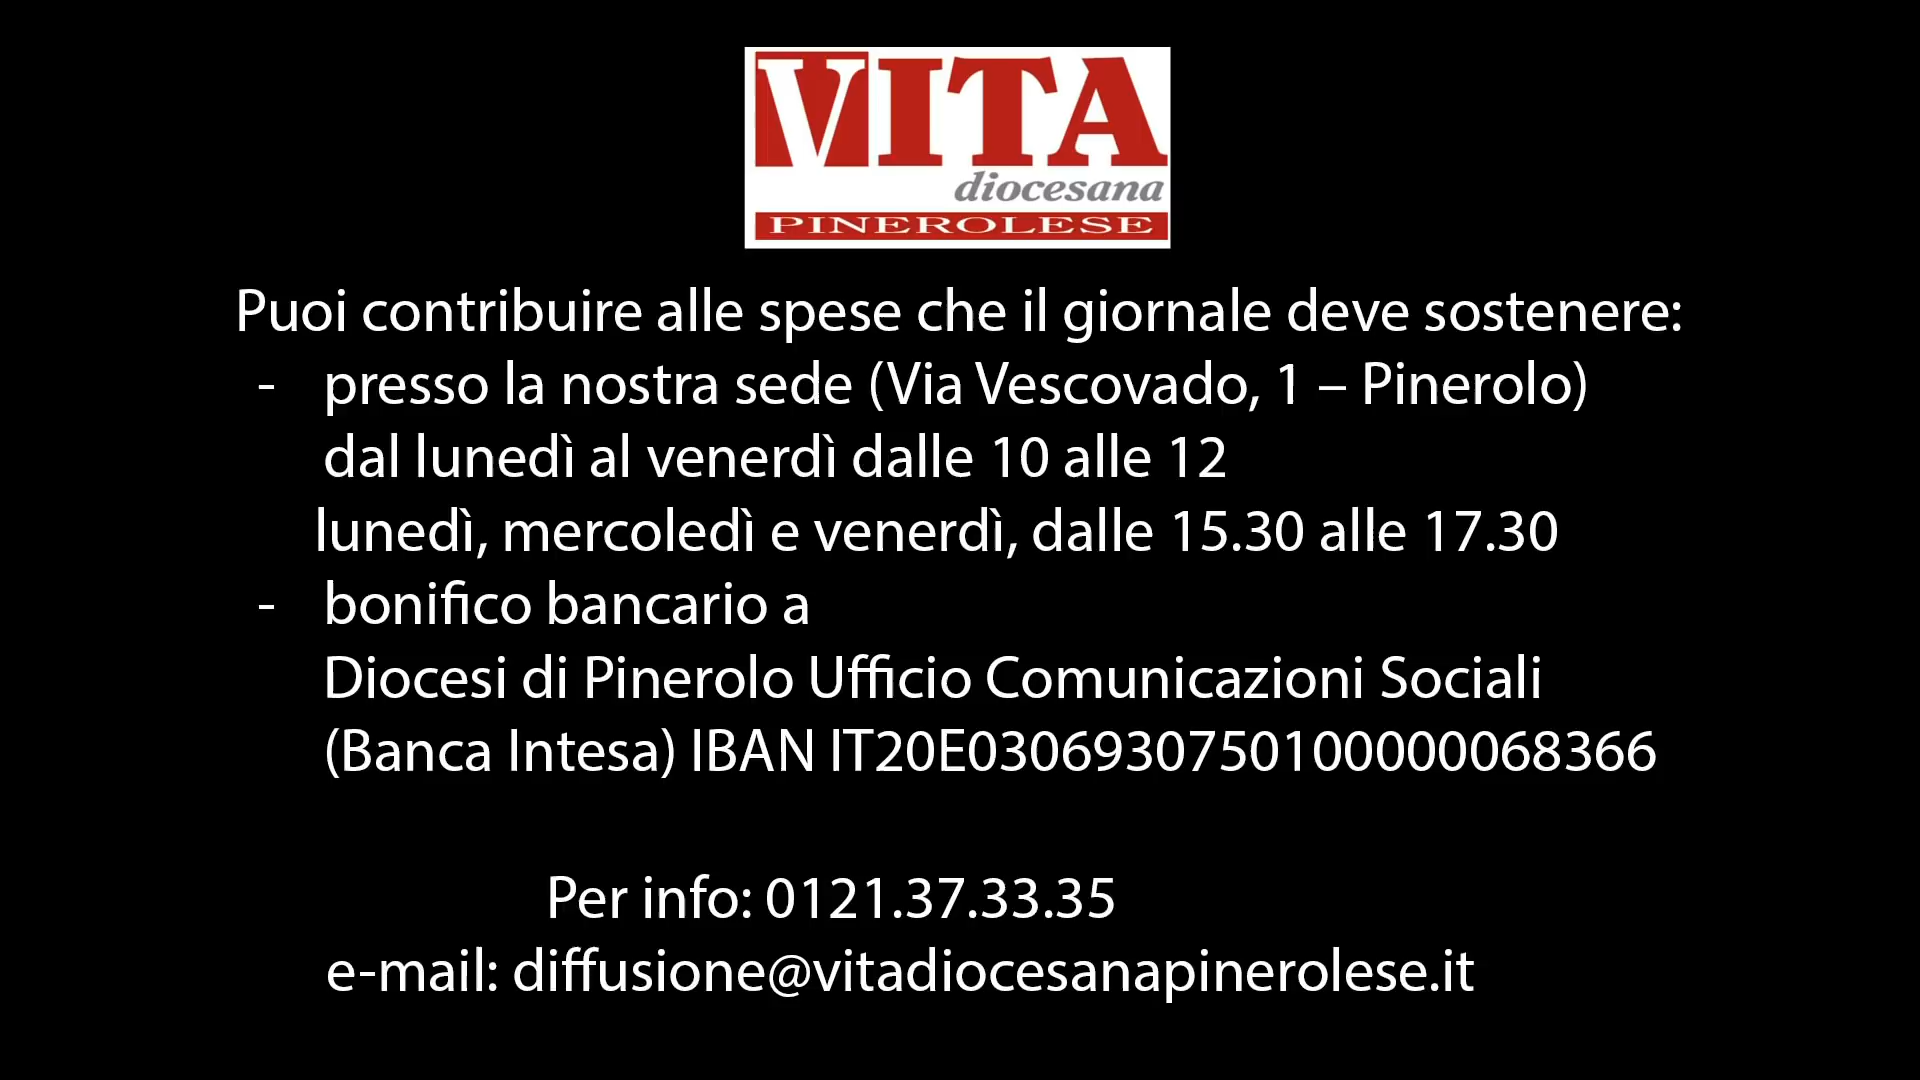 VITA
diocesana
PINEROLESE
Puoi contribuire alle spese che il giornale deve sostenere:
- presso la nostra sede (Via Vescovado, 1 – Pinerolo)
dal lunedì al venerdì dalle 10 alle 12
lunedì, mercoledì e venerdì, dalle 15.30 alle 17.30
- bonifico bancario a
Diocesi di Pinerolo Ufficio Comunicazioni Sociali
(Banca Intesa) IBAN IT20E0306930750100000068366
Per info: 0121.37.33.35
e-mail: diffusione@vitadiocesanapinerolese.it